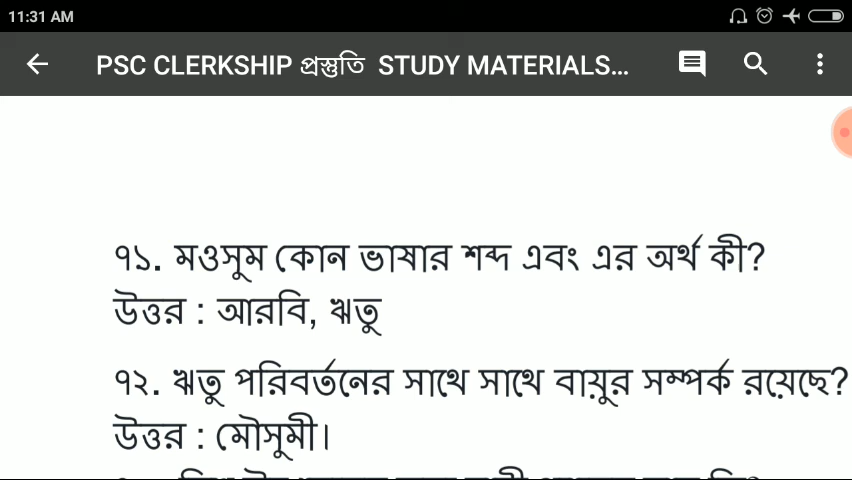 11:31 AM
PSC CLERKSHIP প্রস্তুতি STUDY MATERIALS...
৭১. মওসুম কোন ভাষার শব্দ এবং এর অর্থ কী?
উত্তর : আরবি, ঋতু
৭২. ঋতু পরিবর্তনের সাথে সাথে বায়ুর সম্পর্ক রয়েছে?
উত্তর : মৌসুমী।